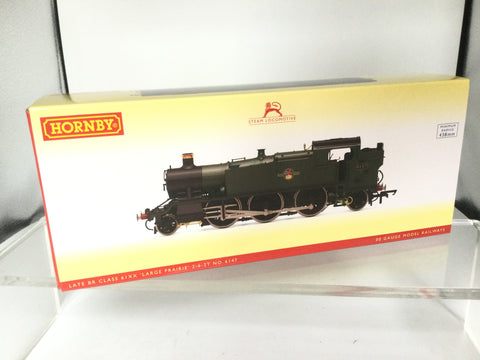 HORNBY
STEAM LOCOMOTIVE
MINIMUM
RADIUS
438mm
OO GAUGE MODEL RAILWAYS
LATE BR CLASS 61XX 'LARGE PRAIRIE' 2-6-2T NO. 6147